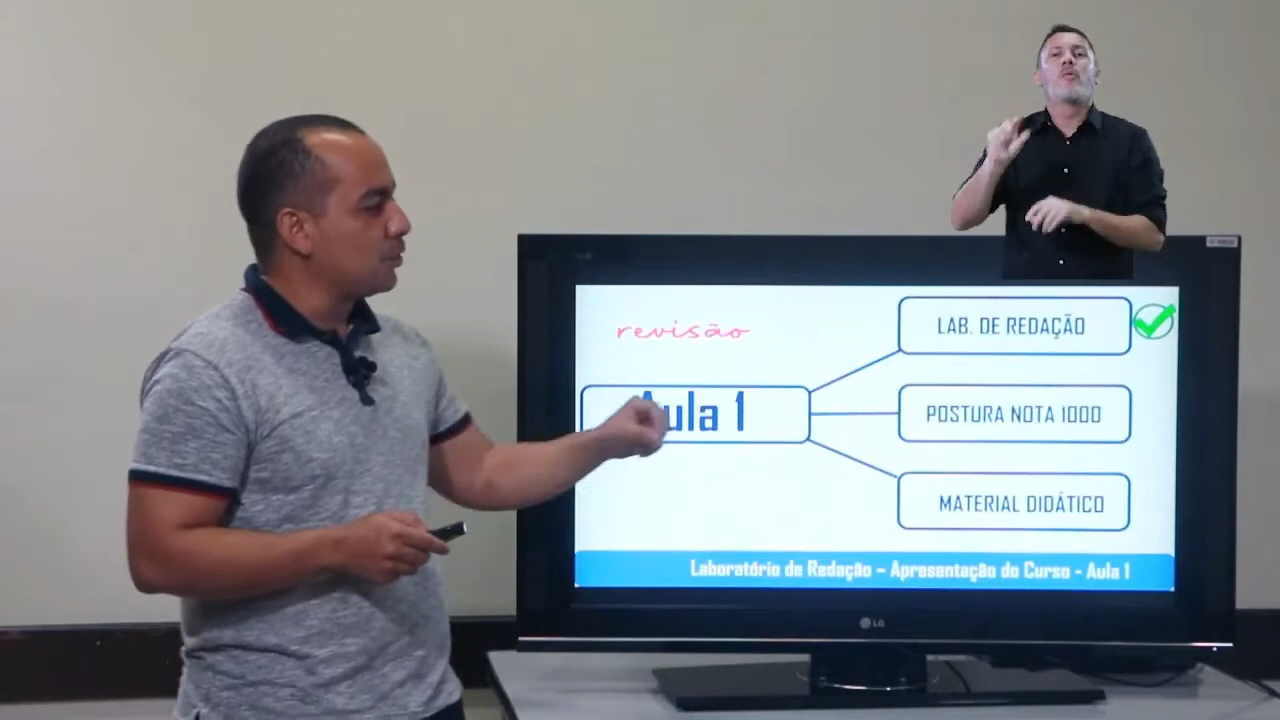 revisão
LAB. DE REDAÇÃO
Aula 1
POSTURA NOTA 1000
MATERIAL DIDÁTICO
Laboratório de Redação – Apresentação do Curso - Aula 1
LG